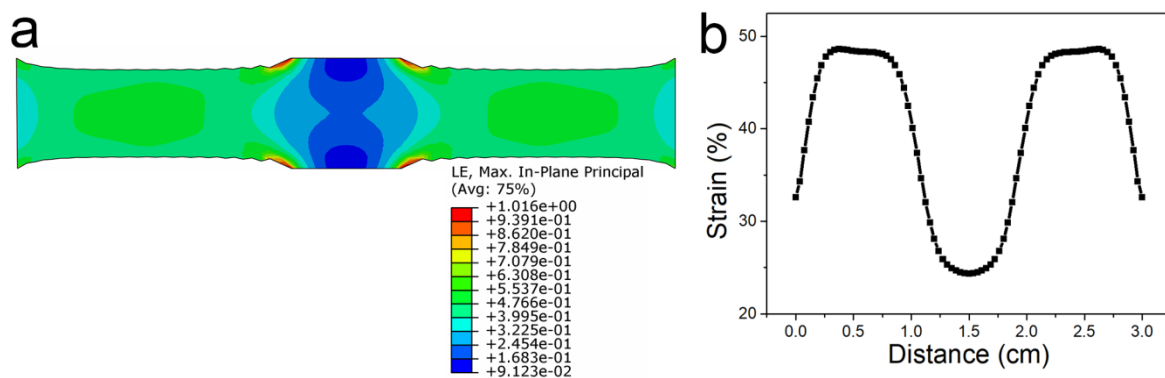 a
LE, Max. In-Plane Principal
(Avg: 75%)
+1.016e+00
+9.391e-01
+8.620e-01
+7.849e-01
+7.079e-01
+6.308e-01
+5.537e-01
+4.766e-01
+3.995e-01
+3.225e-01
+2.454e-01
+1.683e-01
+9.123e-02
b
Strain (%)
50
40
30
20
0.0 0.5 1.0 1.5 2.0 2.5 3.0
Distance (cm)